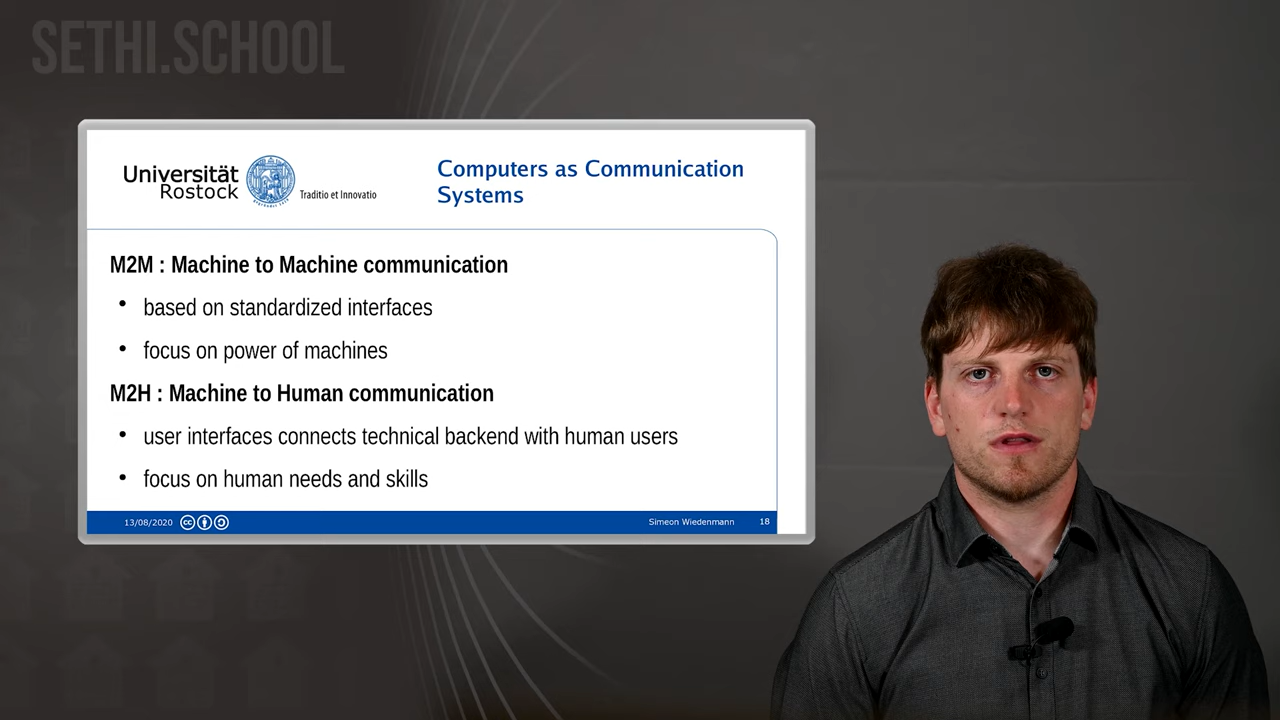 SETHI.SCHOOL
Universität
Rostock
Traditio et Innovatio
Computers as Communication
Systems
M2M : Machine to Machine communication
• based on standardized interfaces
• focus on power of machines
M2H : Machine to Human communication
• user interfaces connects technical backend with human users
• focus on human needs and skills
13/08/2020
cc
Simeon Wiedenmann
18